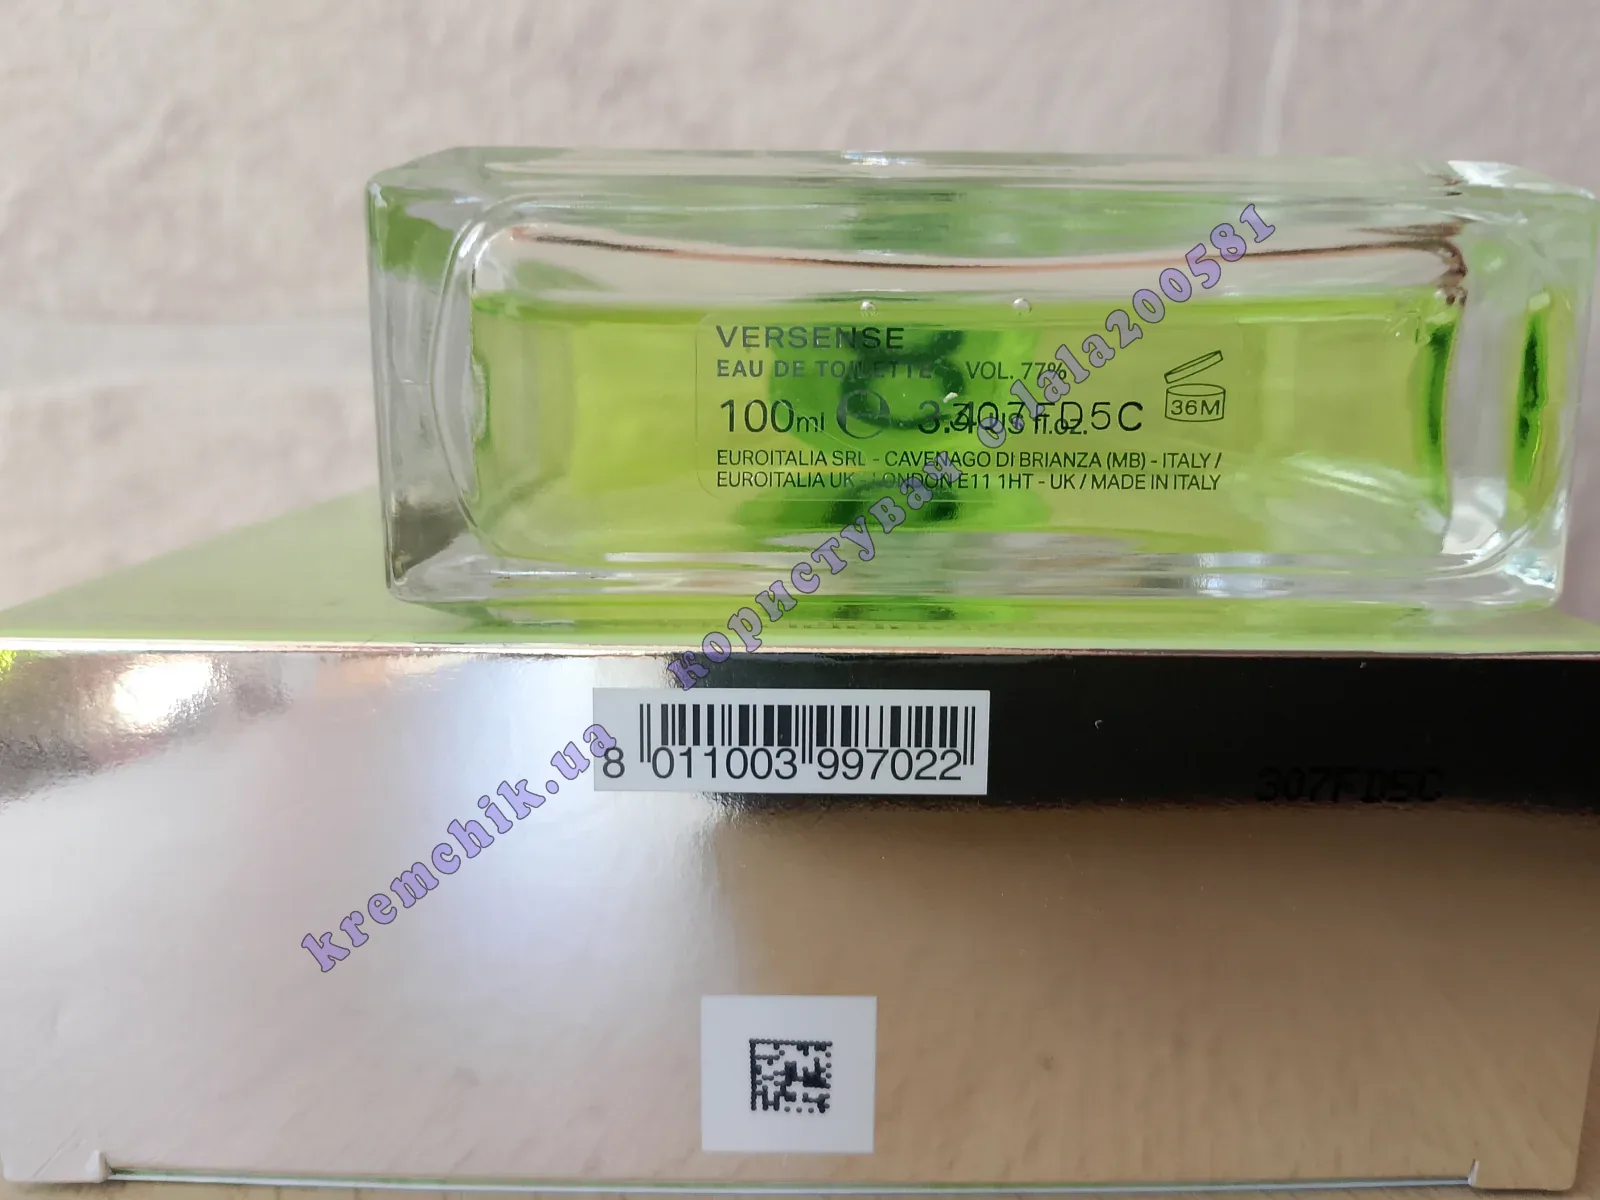 VERSENSE
EAU DE TOILETTE VOL. 77%
100ml 3.4 US fl.oz.
307FD5C
36M
EUROITALIA SRL - CAVENAGO DI BRIANZA (MB) - ITALY /
EUROITALIA UK - LONDON E11 1HT - UK / MADE IN ITALY
8 011003 997022
307FD5C
kremchik.ua користувач olala200581